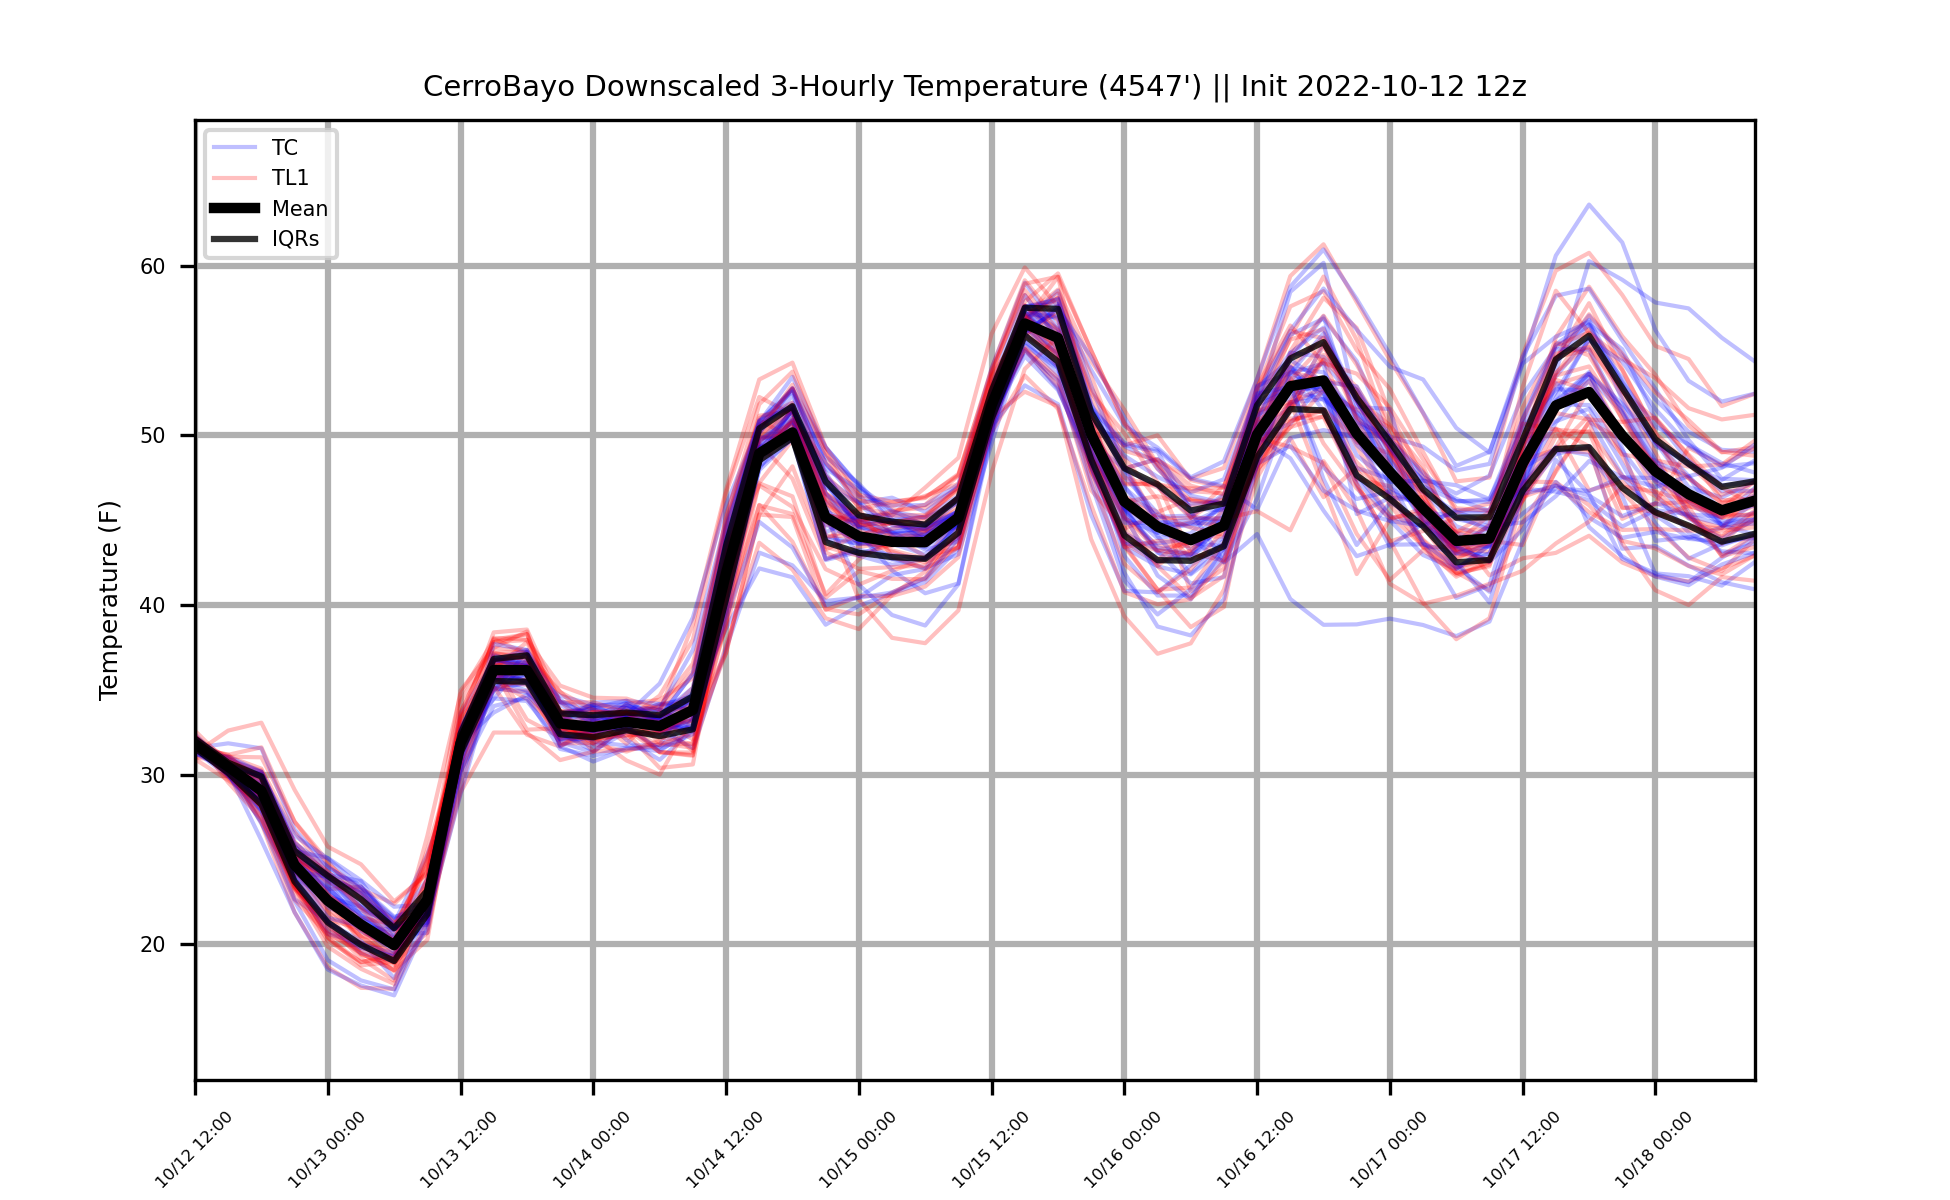 CerroBayo Downscaled 3-Hourly Temperature (4547') || Init 2022-10-12 12z
TC
TL1
Mean
IQRs
Temperature (F)
60
50
40
30
20
10/12 12:00
10/13 00:00
10/13 12:00
10/14 00:00
10/14 12:00
10/15 00:00
10/15 12:00
10/16 00:00
10/16 12:00
10/17 00:00
10/17 12:00
10/18 00:00